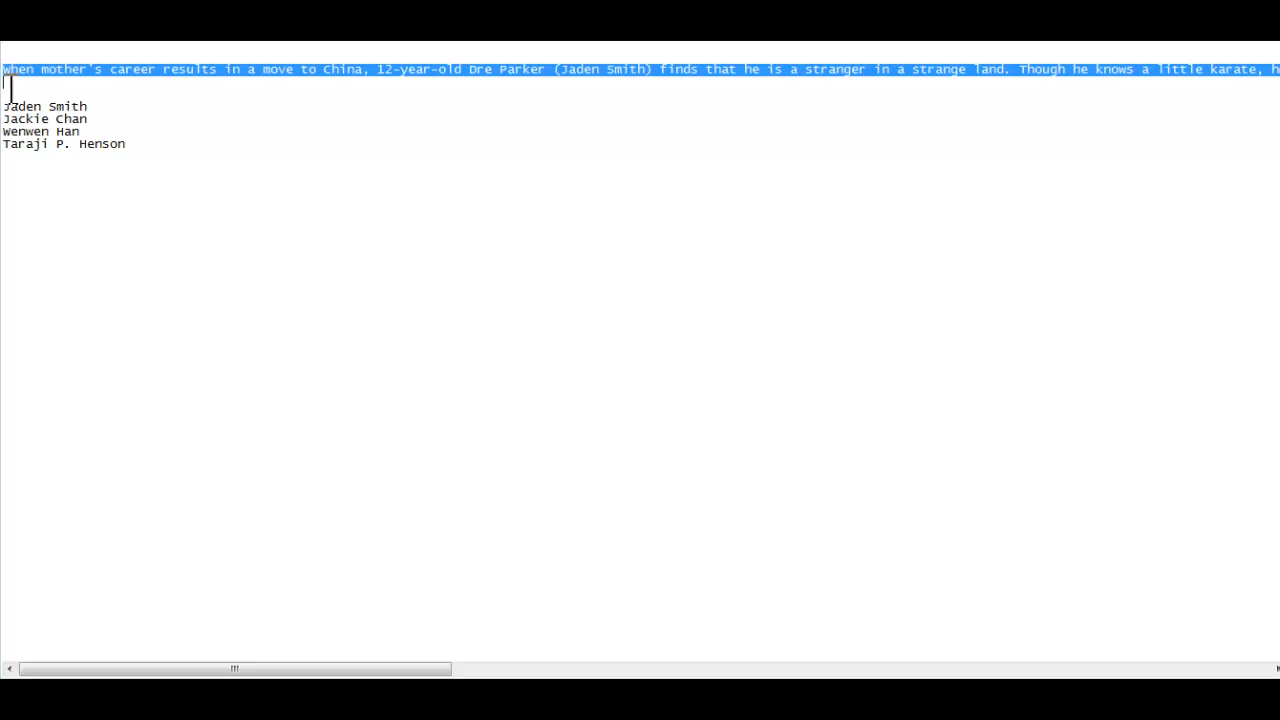 When mother's career results in a move to China, 12-year-old Dre Parker (Jaden Smith) finds that he is a stranger in a strange land. Though he knows a little karate, h
Jaden Smith
Jackie Chan
Wenwen Han
Taraji P. Henson